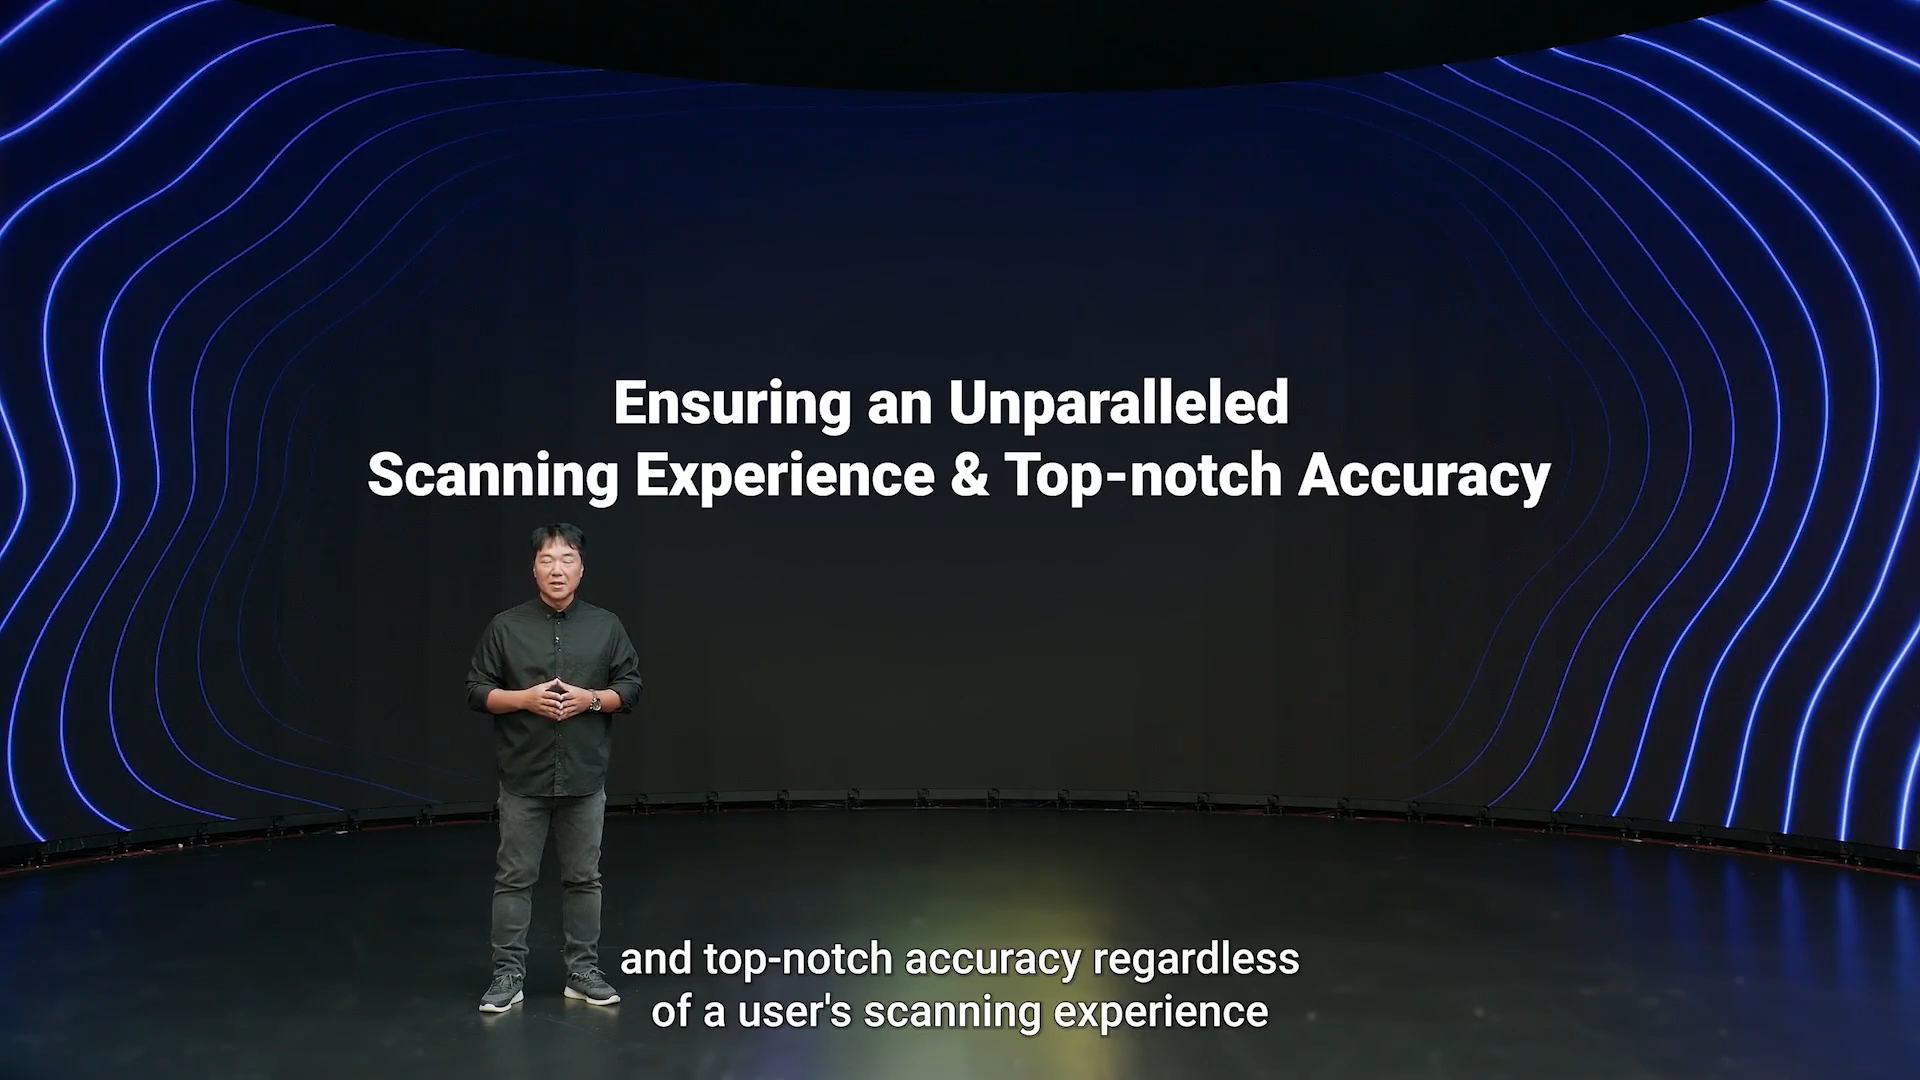 Ensuring an Unparalleled
Scanning Experience & Top-notch Accuracy
and top-notch accuracy regardless
of a user's scanning experience